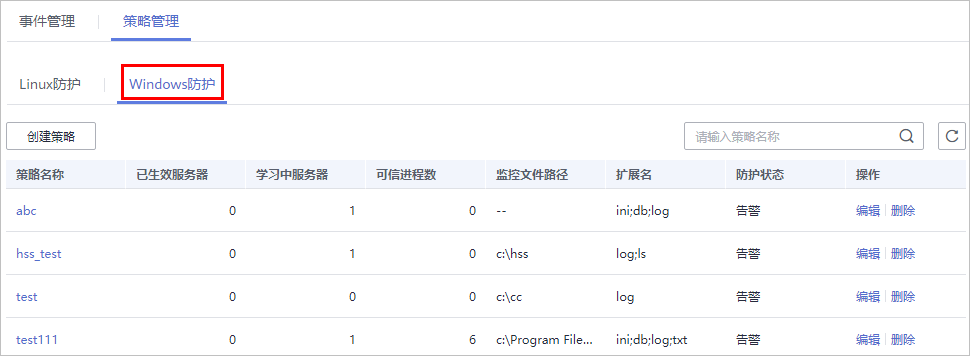 事件管理 策略管理
Linux防护 Windows防护
创建策略 请输入策略名称
策略名称 已生效服务器 学习中服务器 可信进程数 监控文件路径 扩展名 防护状态 操作
abc 0 1 0 -- ini;db;log 告警 编辑 删除
hss_test 0 1 0 c:\hss log;ls 告警 编辑 删除
test 0 0 0 c:\cc log 告警 编辑 删除
test111 0 1 6 c:\Program File... ini;db;log;txt 告警 编辑 删除